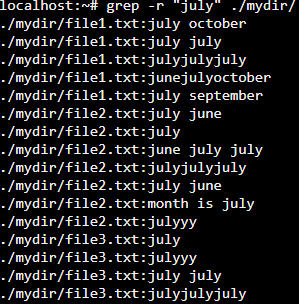 localhost:~# grep -r "july" ./mydir/
./mydir/file1.txt:july october
./mydir/file1.txt:july july
./mydir/file1.txt:julyjulyjuly
./mydir/file1.txt:junejulyoctober
./mydir/file1.txt:july september
./mydir/file2.txt:july june
./mydir/file2.txt:july
./mydir/file2.txt:june july july
./mydir/file2.txt:julyjulyjuly
./mydir/file2.txt:july june
./mydir/file2.txt:month is july
./mydir/file2.txt:julyyy
./mydir/file3.txt:july
./mydir/file3.txt:julyyy
./mydir/file3.txt:july july
./mydir/file3.txt:julyjulyjuly